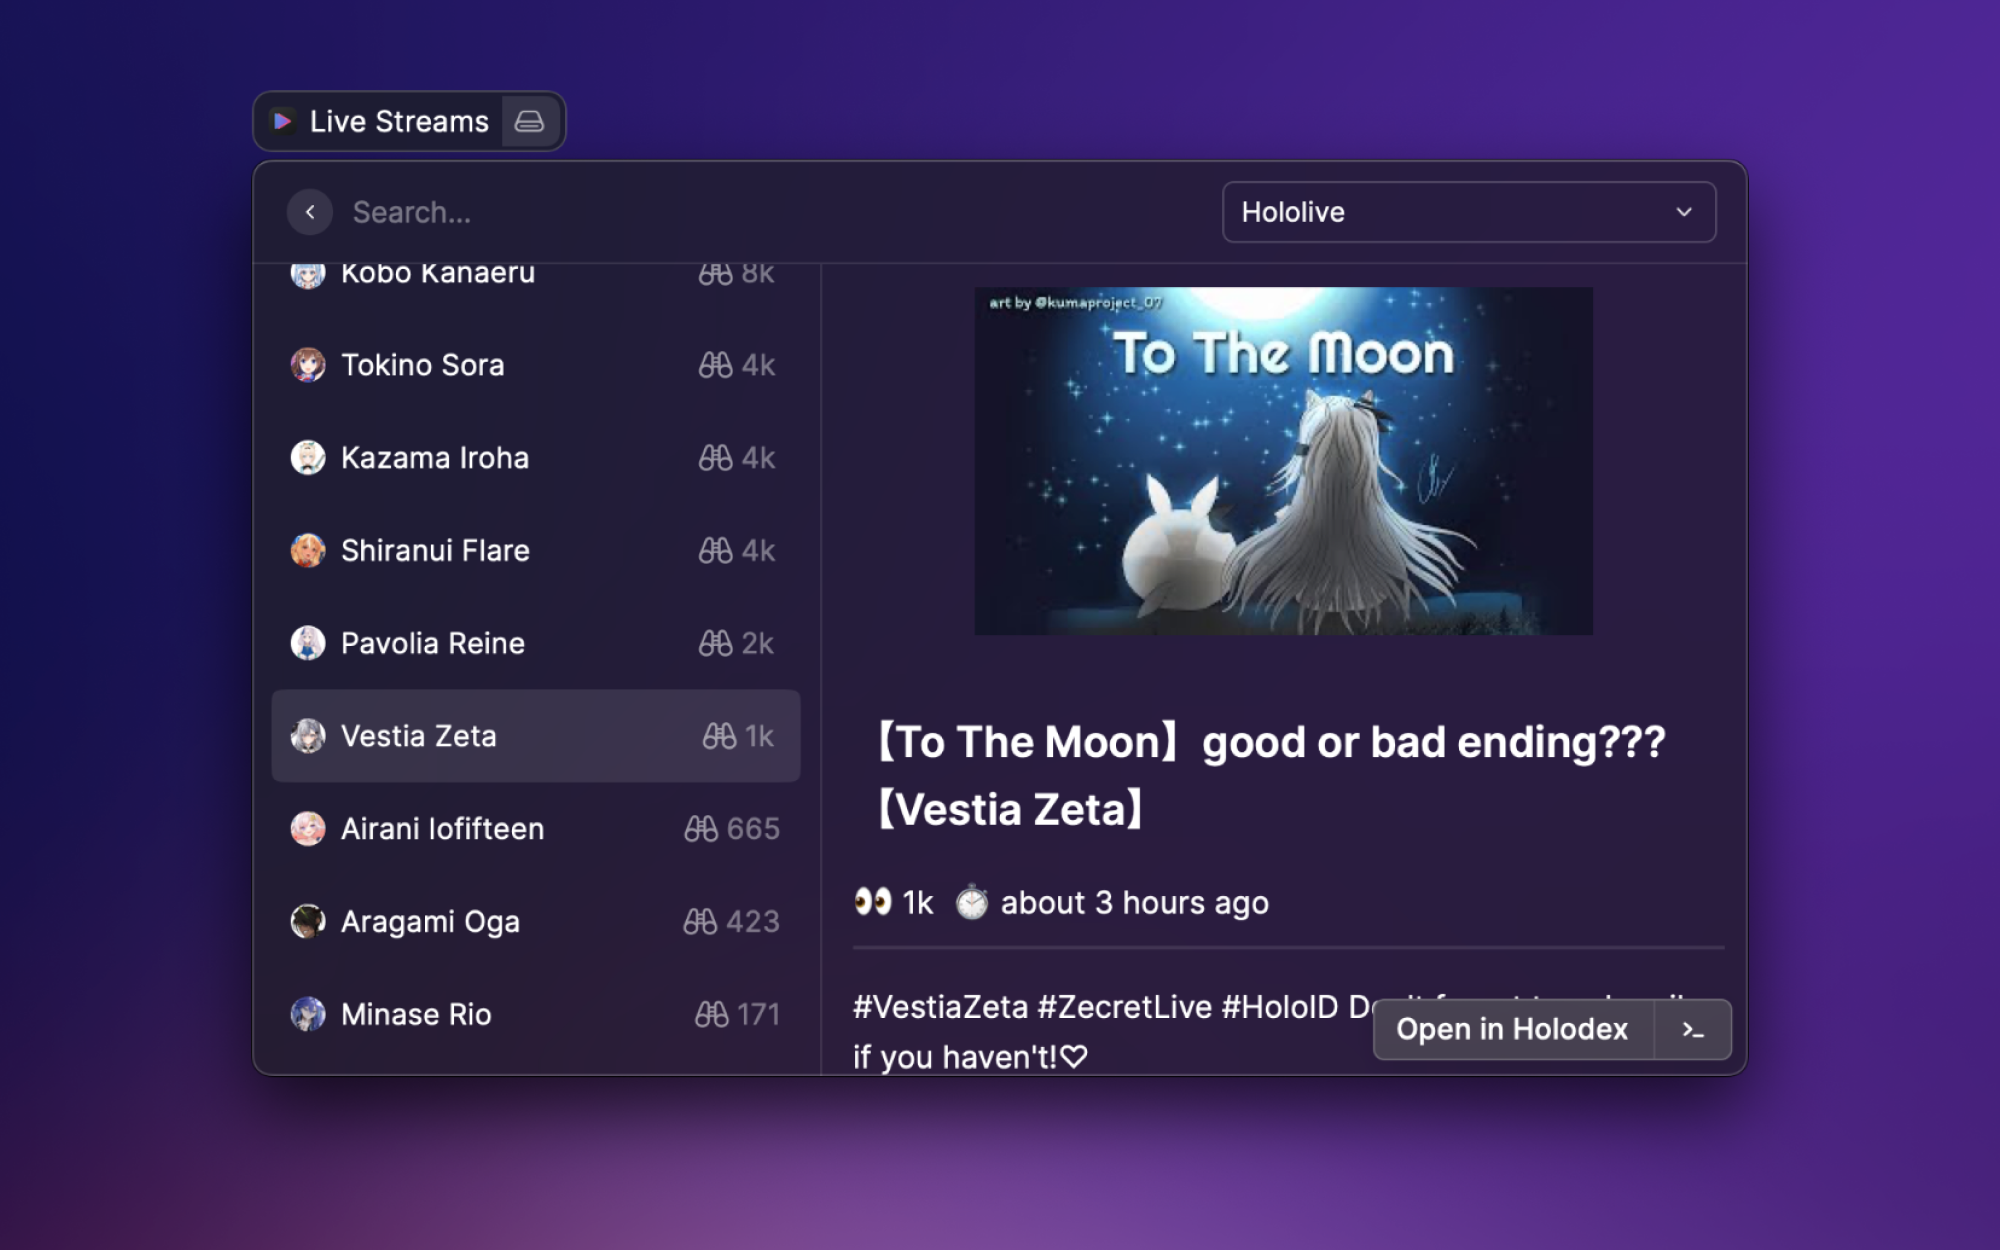 Live Streams
Search...
Hololive
Kobo Kanaeru 8k
Tokino Sora 4k
Kazama Iroha 4k
Shiranui Flare 4k
Pavolia Reine 2k
Vestia Zeta 1k
Airani Iofifteen 665
Aragami Oga 423
Minase Rio 171
art by @kumaproject_07
To The Moon
【To The Moon】good or bad ending???
【Vestia Zeta】
👀 1k ⏱️ about 3 hours ago
#VestiaZeta #ZecretLive #HoloID
if you haven't!♡
Open in Holodex >_